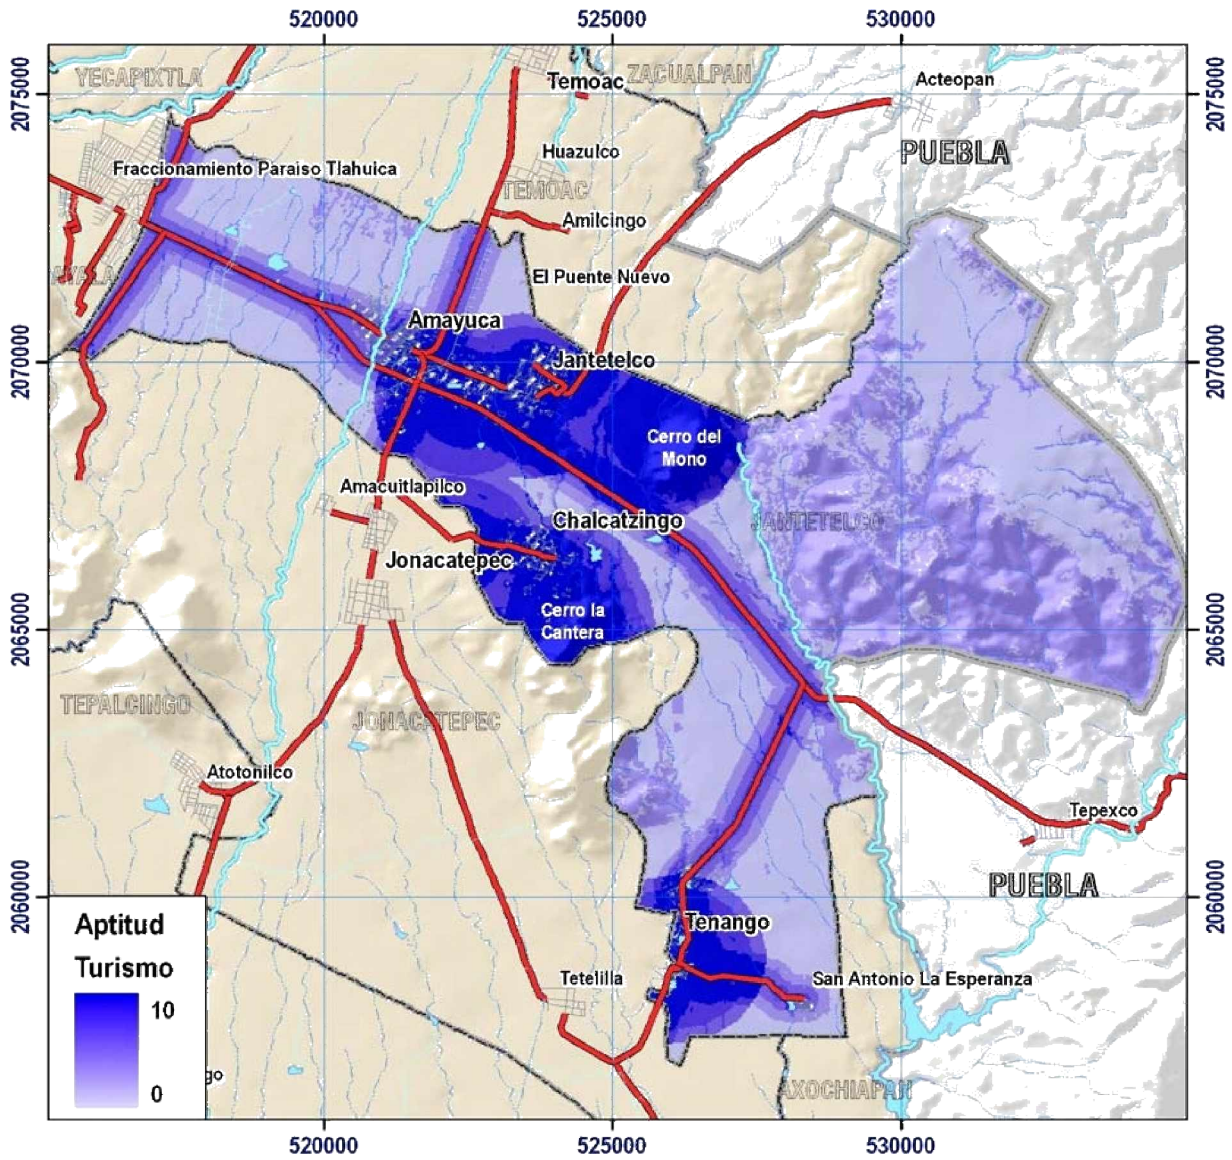 520000
525000
530000
2075000
2075000
YECAPIXTLA
Temoac
ZACUALPAN
Acteopan
Huazulco
PUEBLA
Fraccionamiento Paraiso Tlahuica
TEMOAC
Amilcingo
AYALA
El Puente Nuevo
Amayuca
2070000
Jantetelco
2070000
Cerro del
Mono
Amacuitlapilco
Chalcatzingo
JANTETELCO
Jonacatepec
Cerro la
Cantera
2065000
2065000
TEPALCINGO
JONACATEPEC
Atotonilco
Tepexco
PUEBLA
2060000
2060000
Tenango
Aptitud
Turismo
10
0
Tetelilla
San Antonio La Esperanza
go
AXOCHIAPAN
520000
525000
530000